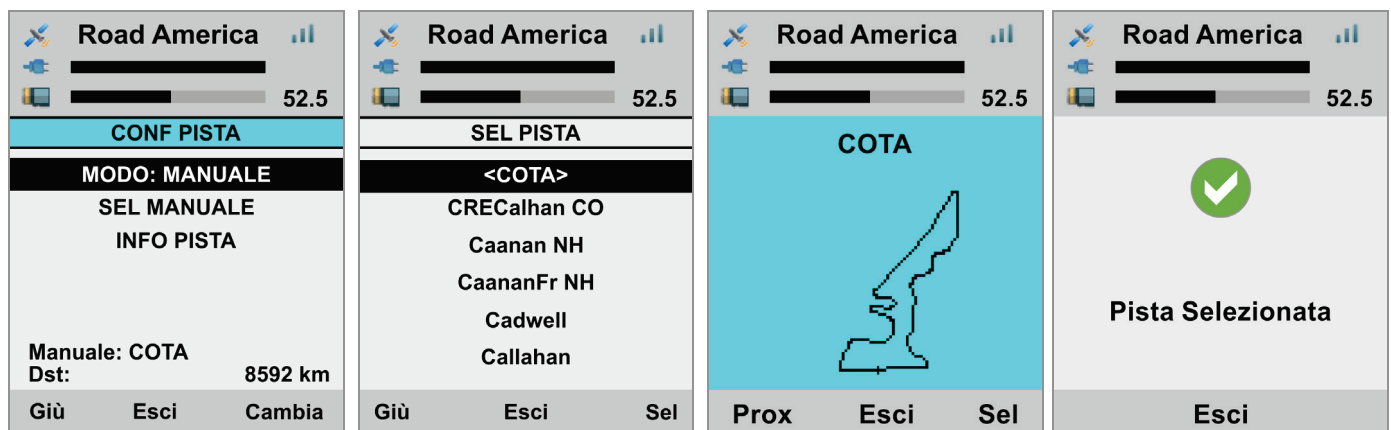 Road America
52.5
CONF PISTA
MODO: MANUALE
SEL MANUALE
INFO PISTA
Manuale: COTA
Dst: 8592 km
Giù Esci Cambia
Road America
52.5
SEL PISTA
<COTA>
CRECalhan CO
Caanan NH
CaananFr NH
Cadwell
Callahan
Giù Esci Sel
Road America
52.5
COTA
Prox Esci Sel
Road America
52.5
Pista Selezionata
Esci